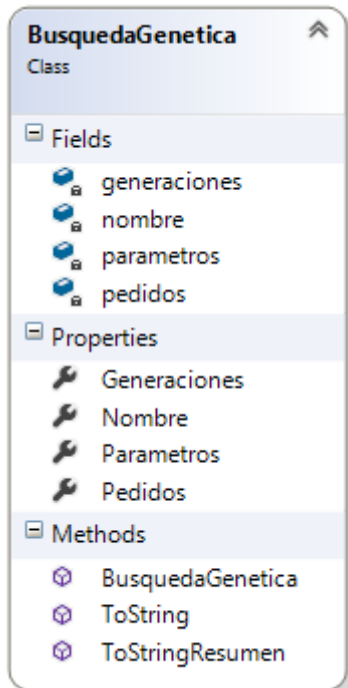 BusquedaGenetica
Class
Fields
generaciones
nombre
parametros
pedidos
Properties
Generaciones
Nombre
Parametros
Pedidos
Methods
BusquedaGenetica
ToString
ToStringResumen